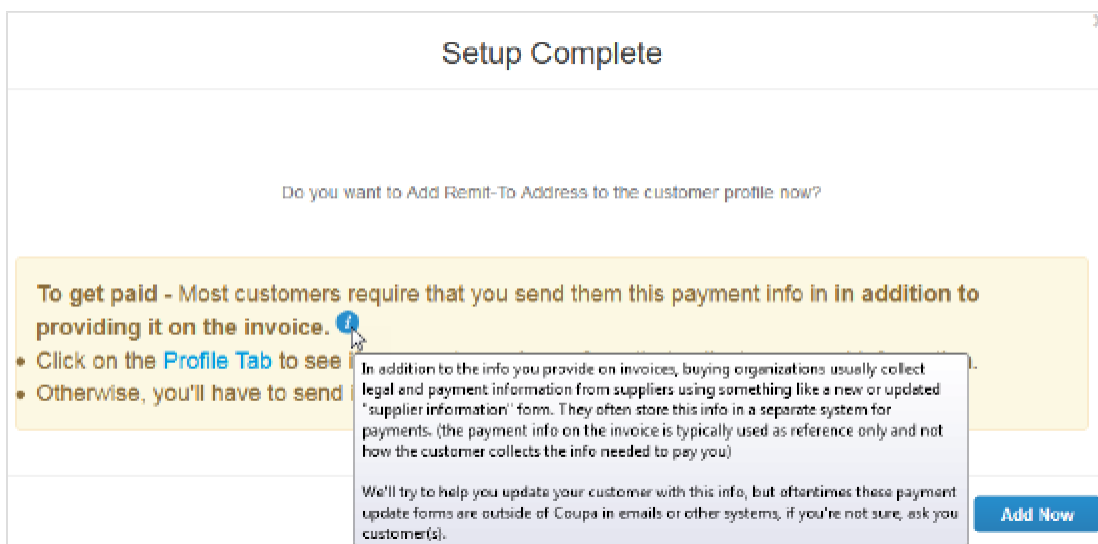 Setup Complete
Do you want to Add Remit-To Address to the customer profile now?
To get paid - Most customers require that you send them this payment info in in addition to
providing it on the invoice. i
• Click on the Profile Tab to see
• Otherwise, you'll have to send
In addition to the info you provide on invoices, buying organizations usually collect
legal and payment information from suppliers using something like a new or updated
"supplier information" form. They often store this info in a separate system for
payments. (the payment info on the invoice is typically used as reference only and not
how the customer collects the info needed to pay you)
We'll try to help you update your customer with this info, but oftentimes these payment
update forms are outside of Coupa in emails or other systems, if you're not sure, ask you
customer(s).
Add Now